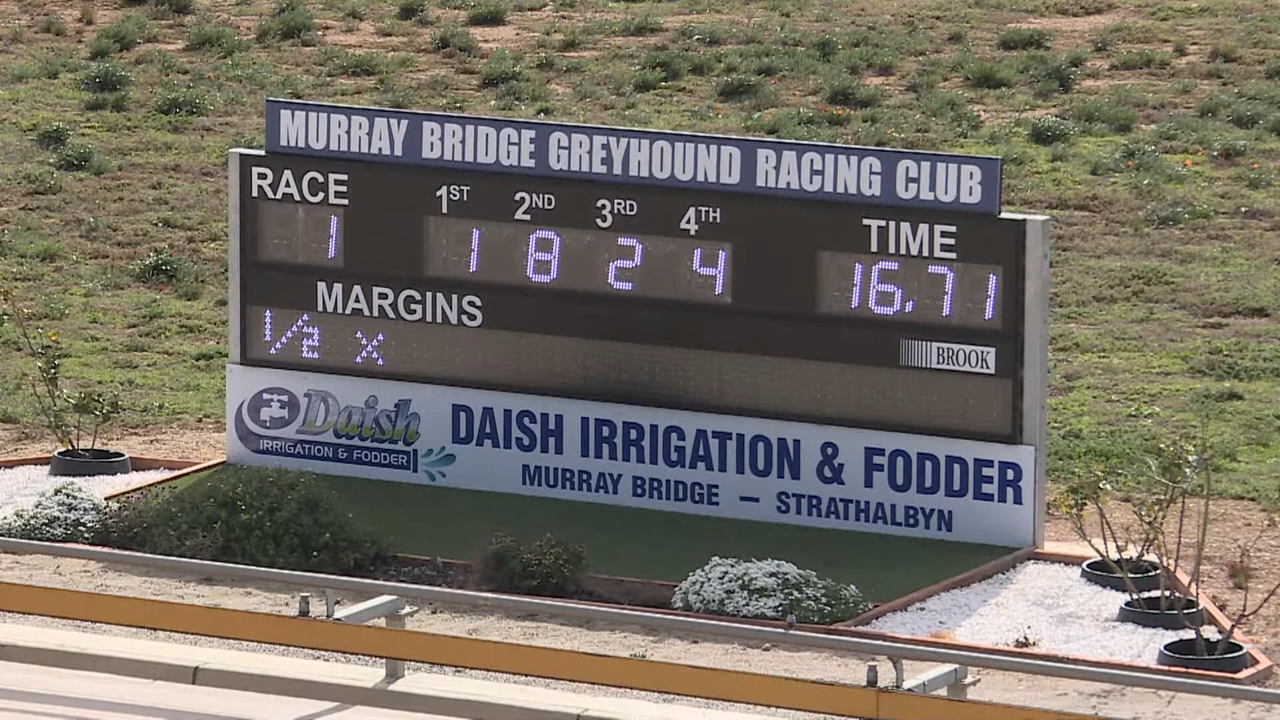 MURRAY BRIDGE GREYHOUND RACING CLUB
RACE 1ST 2ND 3RD 4TH TIME
1 1 8 2 4 16.71
MARGINS
1/2 X
BROOK
Daish
IRRIGATION & FODDER
DAISH IRRIGATION & FODDER
MURRAY BRIDGE – STRATHALBYN